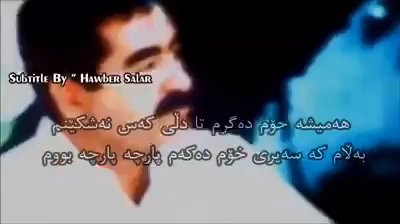 Subtitle By " Hawber Salar
هەمیشە حۆم دەگرم تا دڵی کەس نەشکێنم
بەڵام کە سەیری خۆم دەکەم پارچە پارچە بووم